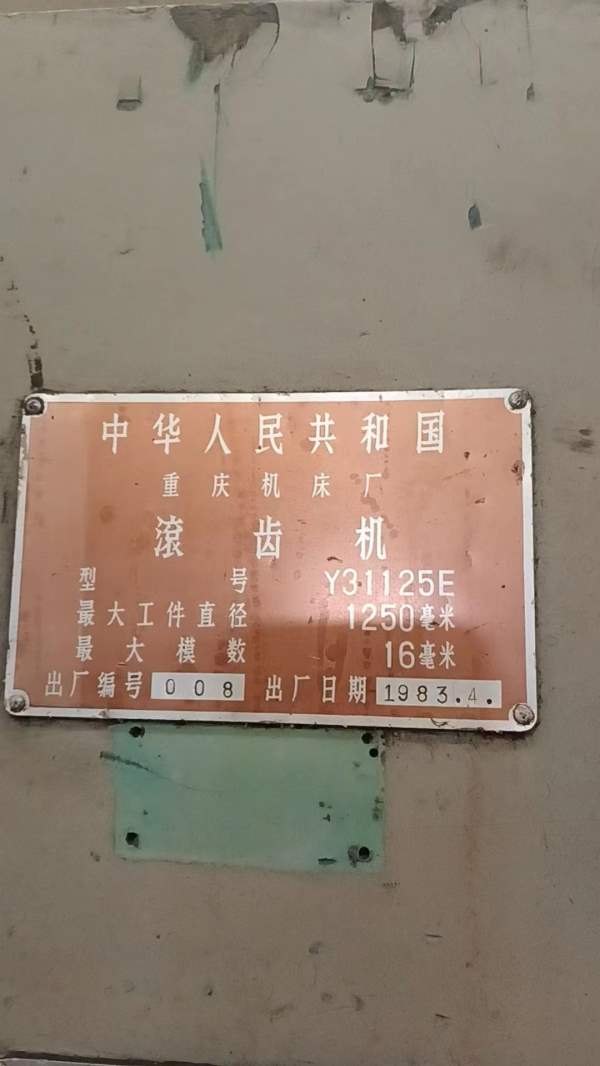 中华人民共和国
重庆机床厂
滚齿机
型号 Y31125E
最大工件直径 1250毫米
最大模数 16毫米
出厂编号 008 出厂日期 1983.4.